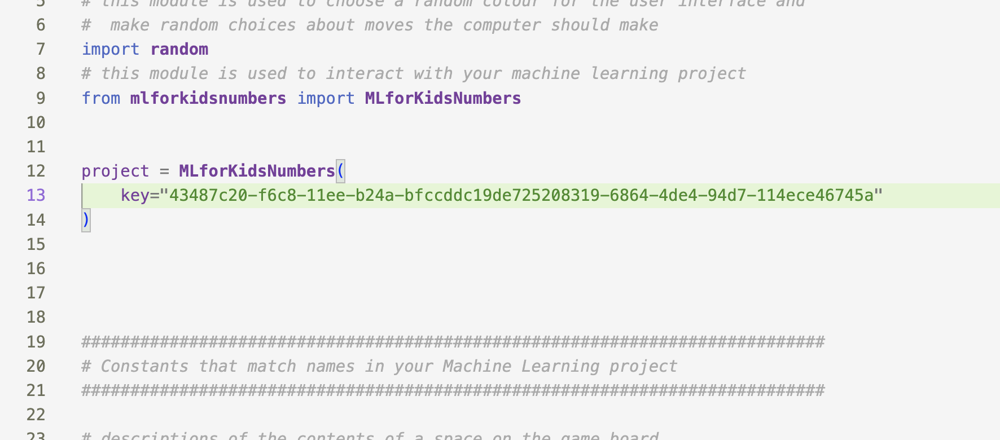 5 # this module is used to choose a random colour for the user interface and
6 #  make random choices about moves the computer should make
7 import random
8 # this module is used to interact with your machine learning project
9 from mlforkidsnumbers import MLforKidsNumbers
10
11
12 project = MLforKidsNumbers(
13     key="43487c20-f6c8-11ee-b24a-bfccddc19de725208319-6864-4de4-94d7-114ece46745a"
14 )
15
16
17
18
19 ############################################################################
20 # Constants that match names in your Machine Learning project
21 ############################################################################
22
23 # descriptions of the contents of a space on the game board